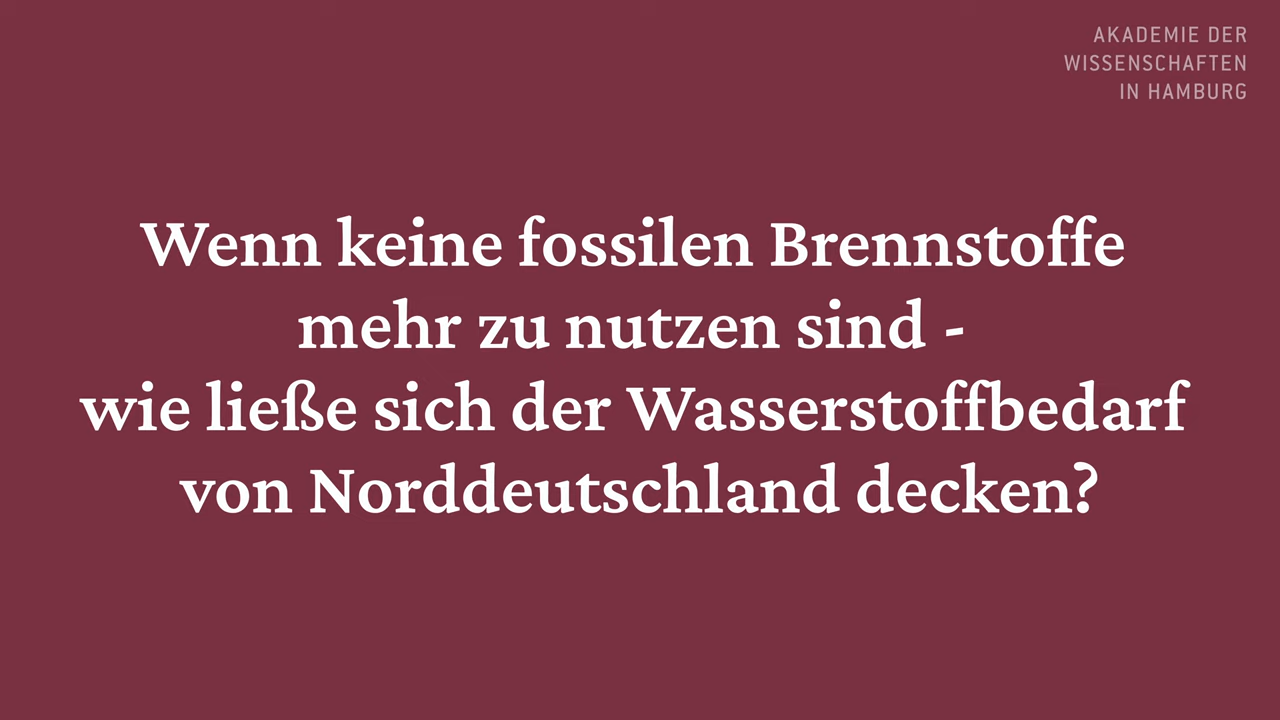 AKADEMIE DER
WISSENSCHAFTEN
IN HAMBURG
Wenn keine fossilen Brennstoffe
mehr zu nutzen sind -
wie ließe sich der Wasserstoffbedarf
von Norddeutschland decken?